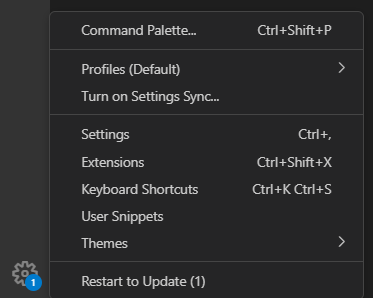 Command Palette... Ctrl+Shift+P
Profiles (Default)
Turn on Settings Sync...
Settings Ctrl+,
Extensions Ctrl+Shift+X
Keyboard Shortcuts Ctrl+K Ctrl+S
User Snippets
Themes
1
Restart to Update (1)